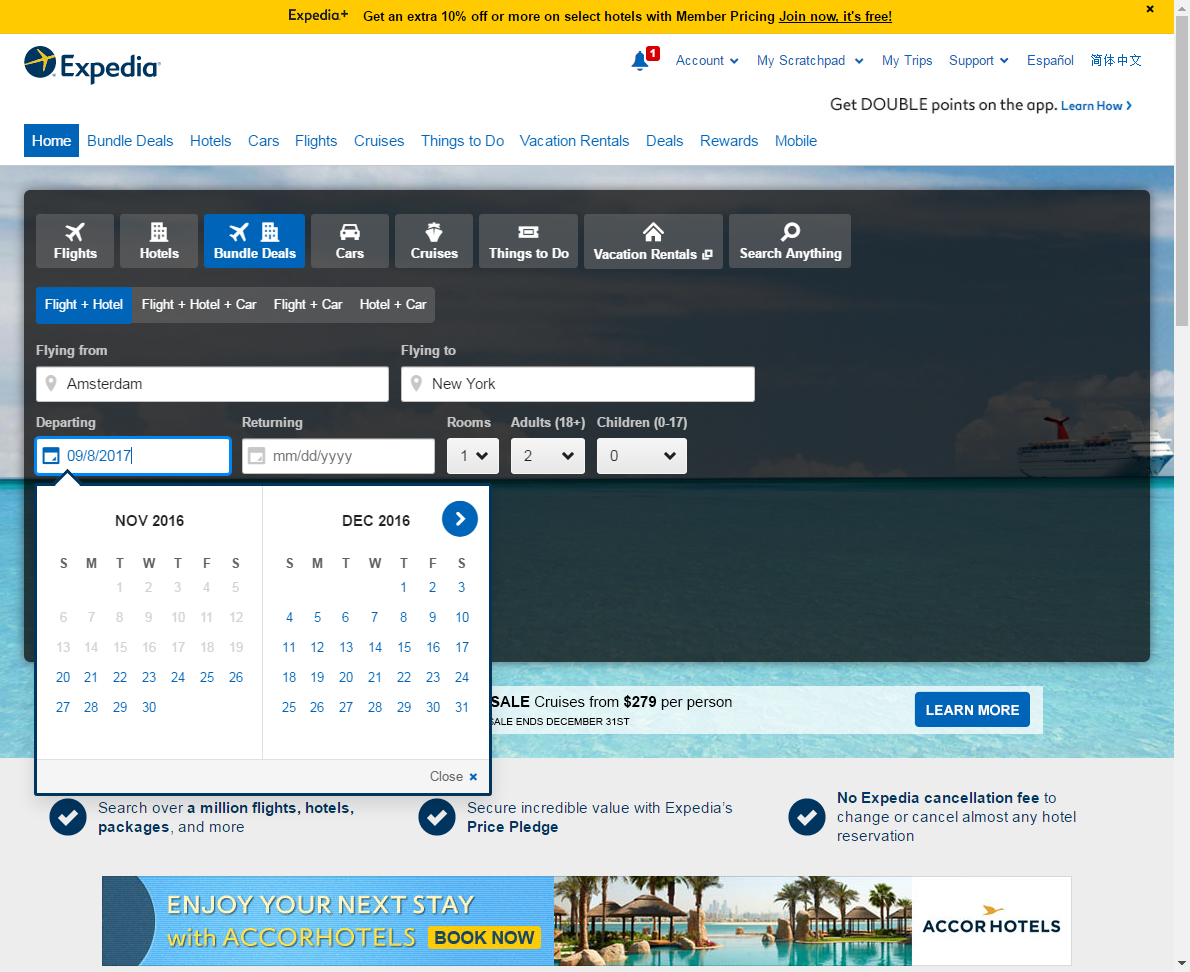 Expedia+ Get an extra 10% off or more on select hotels with Member Pricing Join now, it's free!
Expedia
1 Account My Scratchpad My Trips Support Español 简体中文
Get DOUBLE points on the app. Learn How
Home Bundle Deals Hotels Cars Flights Cruises Things to Do Vacation Rentals Deals Rewards Mobile
Flights Hotels Bundle Deals Cars Cruises Things to Do Vacation Rentals Search Anything
Flight + Hotel Flight + Hotel + Car Flight + Car Hotel + Car
Flying from Flying to
Amsterdam New York
Departing Returning Rooms Adults (18+) Children (0-17)
09/8/2017 mm/dd/yyyy 1 2 0
NOV 2016 DEC 2016
S M T W T F S S M T W T F S
1 2 3 4 5 1 2 3
6 7 8 9 10 11 12 4 5 6 7 8 9 10
13 14 15 16 17 18 19 11 12 13 14 15 16 17
20 21 22 23 24 25 26 18 19 20 21 22 23 24
27 28 29 30 25 26 27 28 29 30 31
Close
SALE Cruises from $279 per person
SALE ENDS DECEMBER 31ST
LEARN MORE
Search over a million flights, hotels,
packages, and more
Secure incredible value with Expedia's
Price Pledge
No Expedia cancellation fee to
change or cancel almost any hotel
reservation
ENJOY YOUR NEXT STAY
with ACCORHOTELS BOOK NOW
ACCORHOTELS